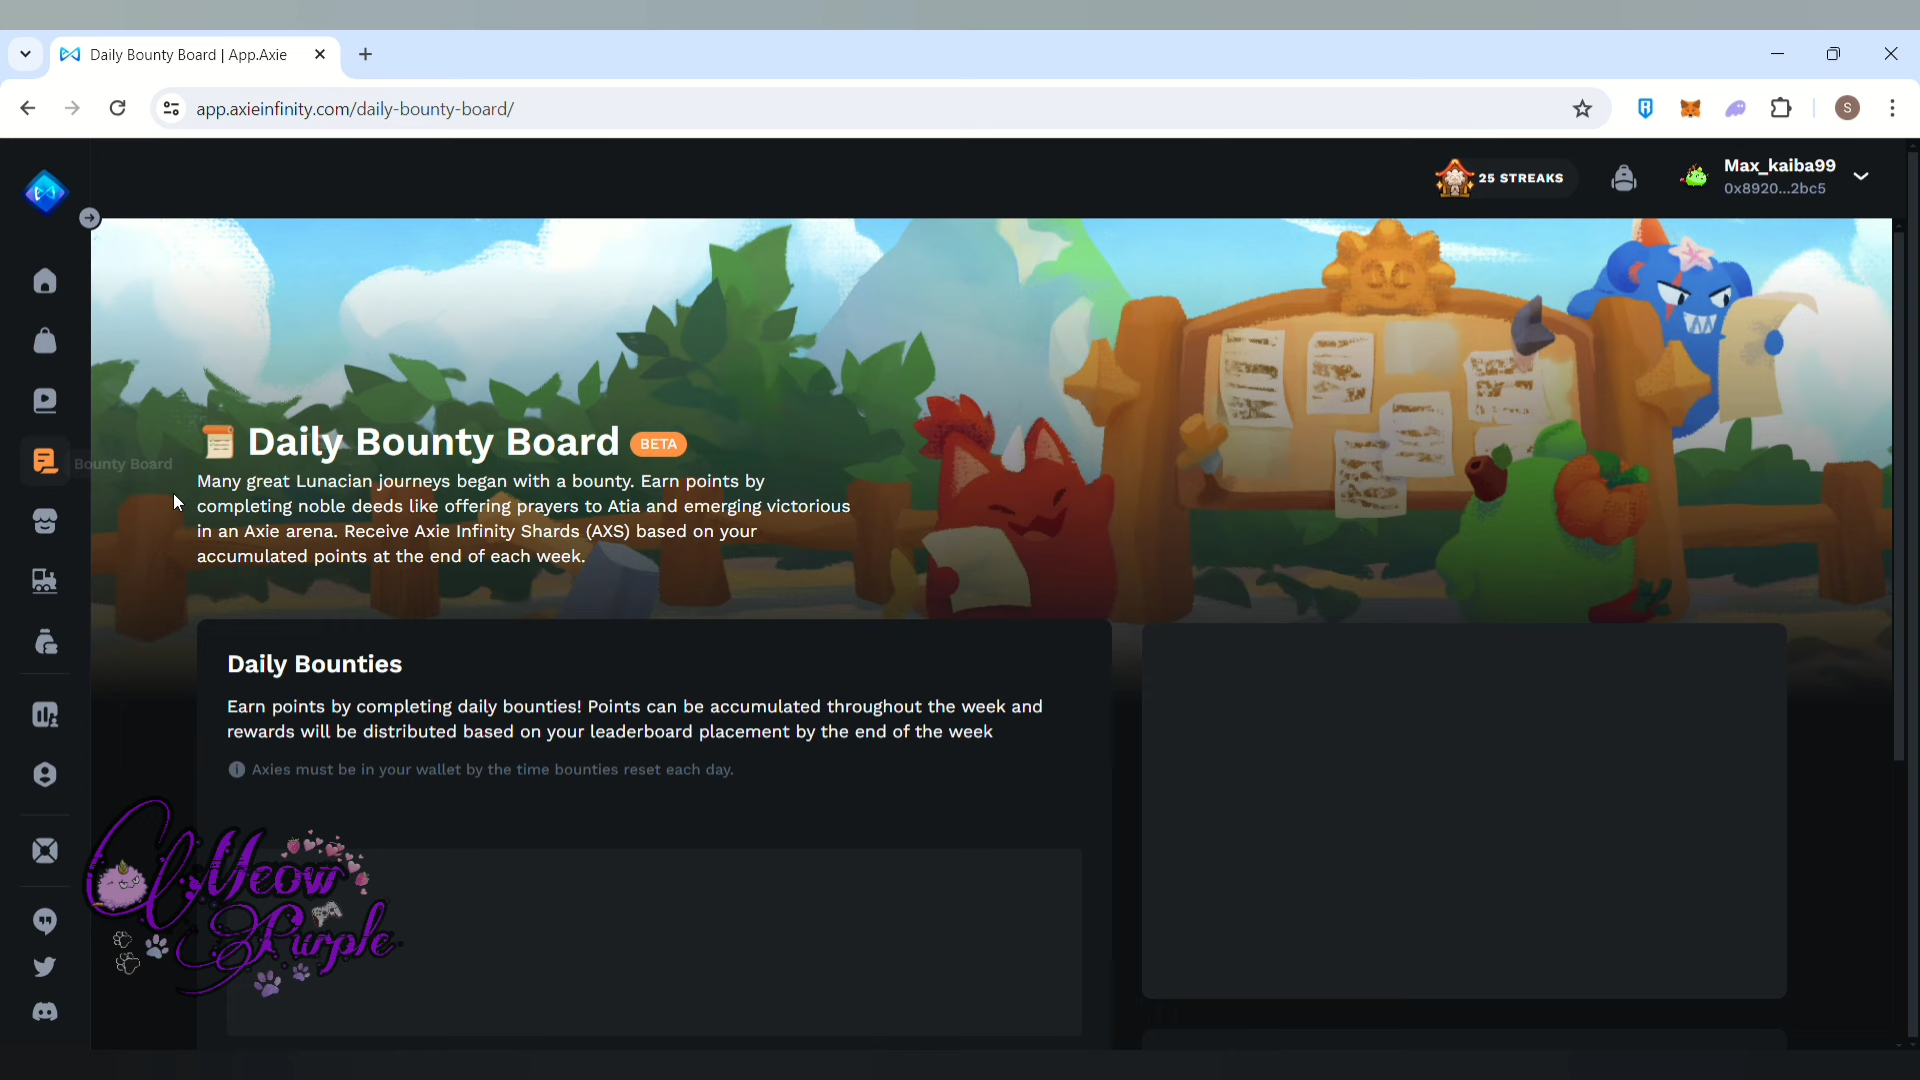 Daily Bounty Board | App.Axie
app.axieinfinity.com/daily-bounty-board/
S
25 STREAKS
Max_kaiba99
0x8920...2bc5
Bounty Board
Daily Bounty Board BETA
Many great Lunacian journeys began with a bounty. Earn points by
completing noble deeds like offering prayers to Atia and emerging victorious
in an Axie arena. Receive Axie Infinity Shards (AXS) based on your
accumulated points at the end of each week.
Daily Bounties
Earn points by completing daily bounties! Points can be accumulated throughout the week and
rewards will be distributed based on your leaderboard placement by the end of the week
Axies must be in your wallet by the time bounties reset each day.
Meow
Purple